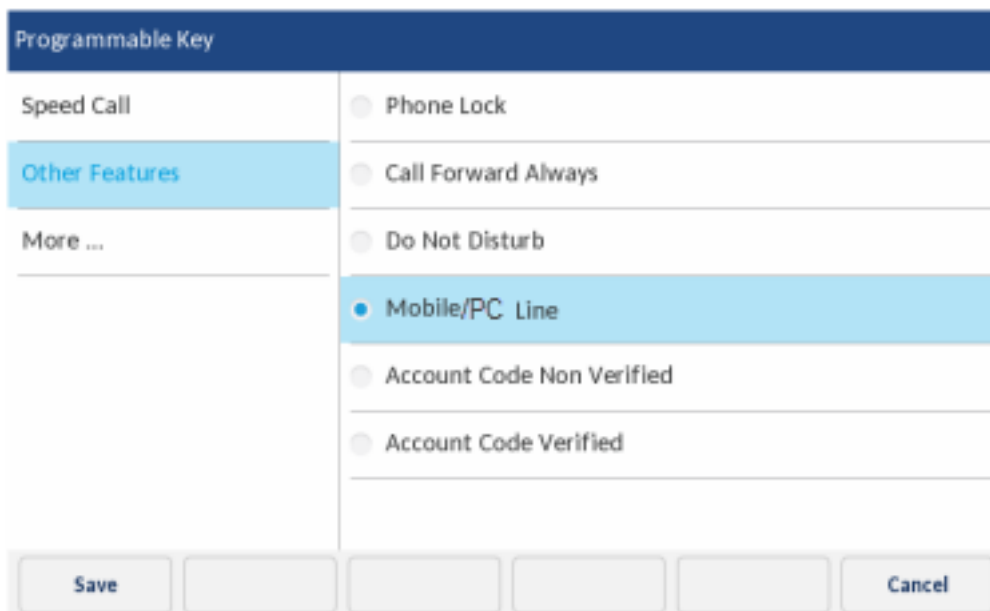 Programmable Key
Speed Call
Other Features
More ...
Phone Lock
Call Forward Always
Do Not Disturb
Mobile/PC Line
Account Code Non Verified
Account Code Verified
Save
Cancel